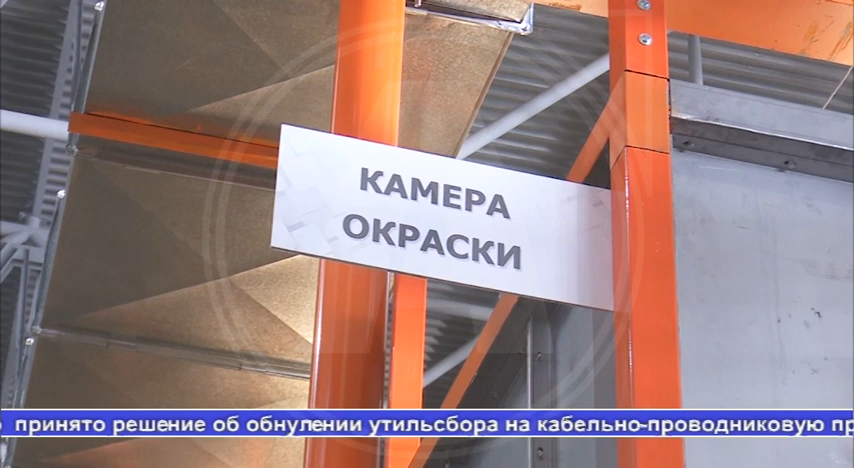 КАМЕРА
ОКРАСКИ
принято решение об обнулении утильсбора на кабельно-проводниковую